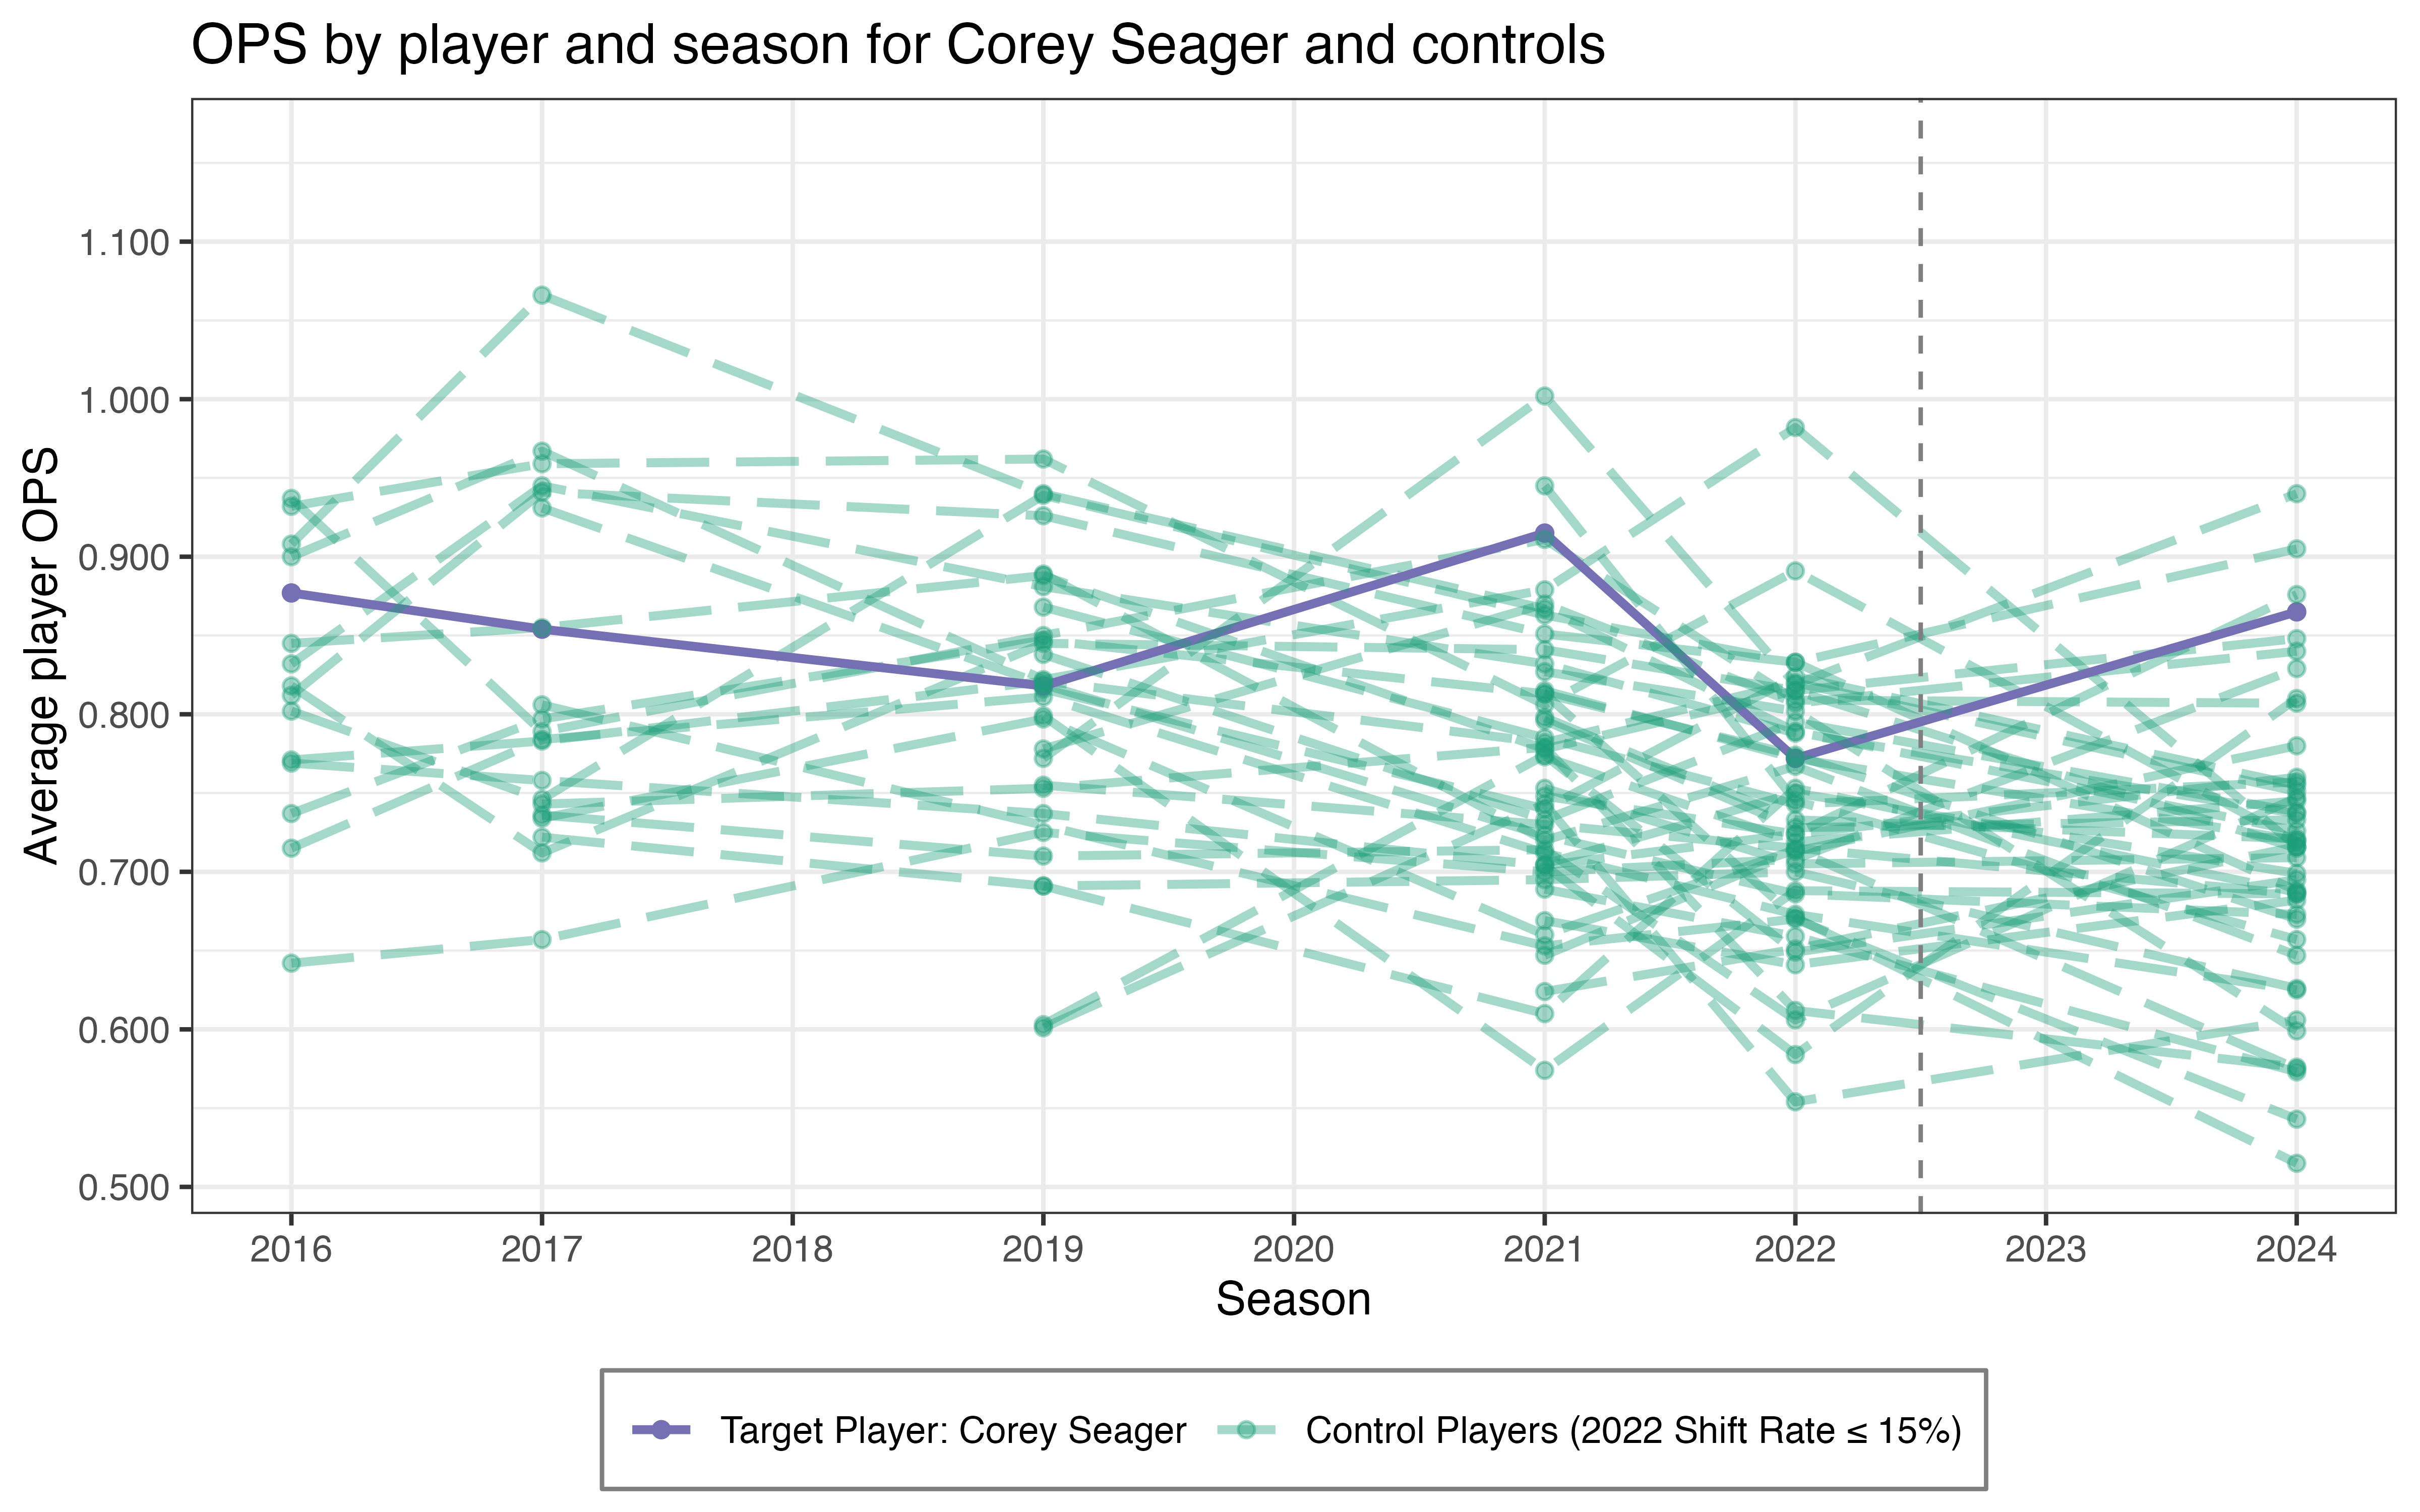 OPS by player and season for Corey Seager and controls
Average player OPS
1.100
1.000
0.900
0.800
0.700
0.600
0.500
2016 2017 2018 2019 2020 2021 2022 2023 2024
Season
Target Player: Corey Seager Control Players (2022 Shift Rate ≤ 15%)